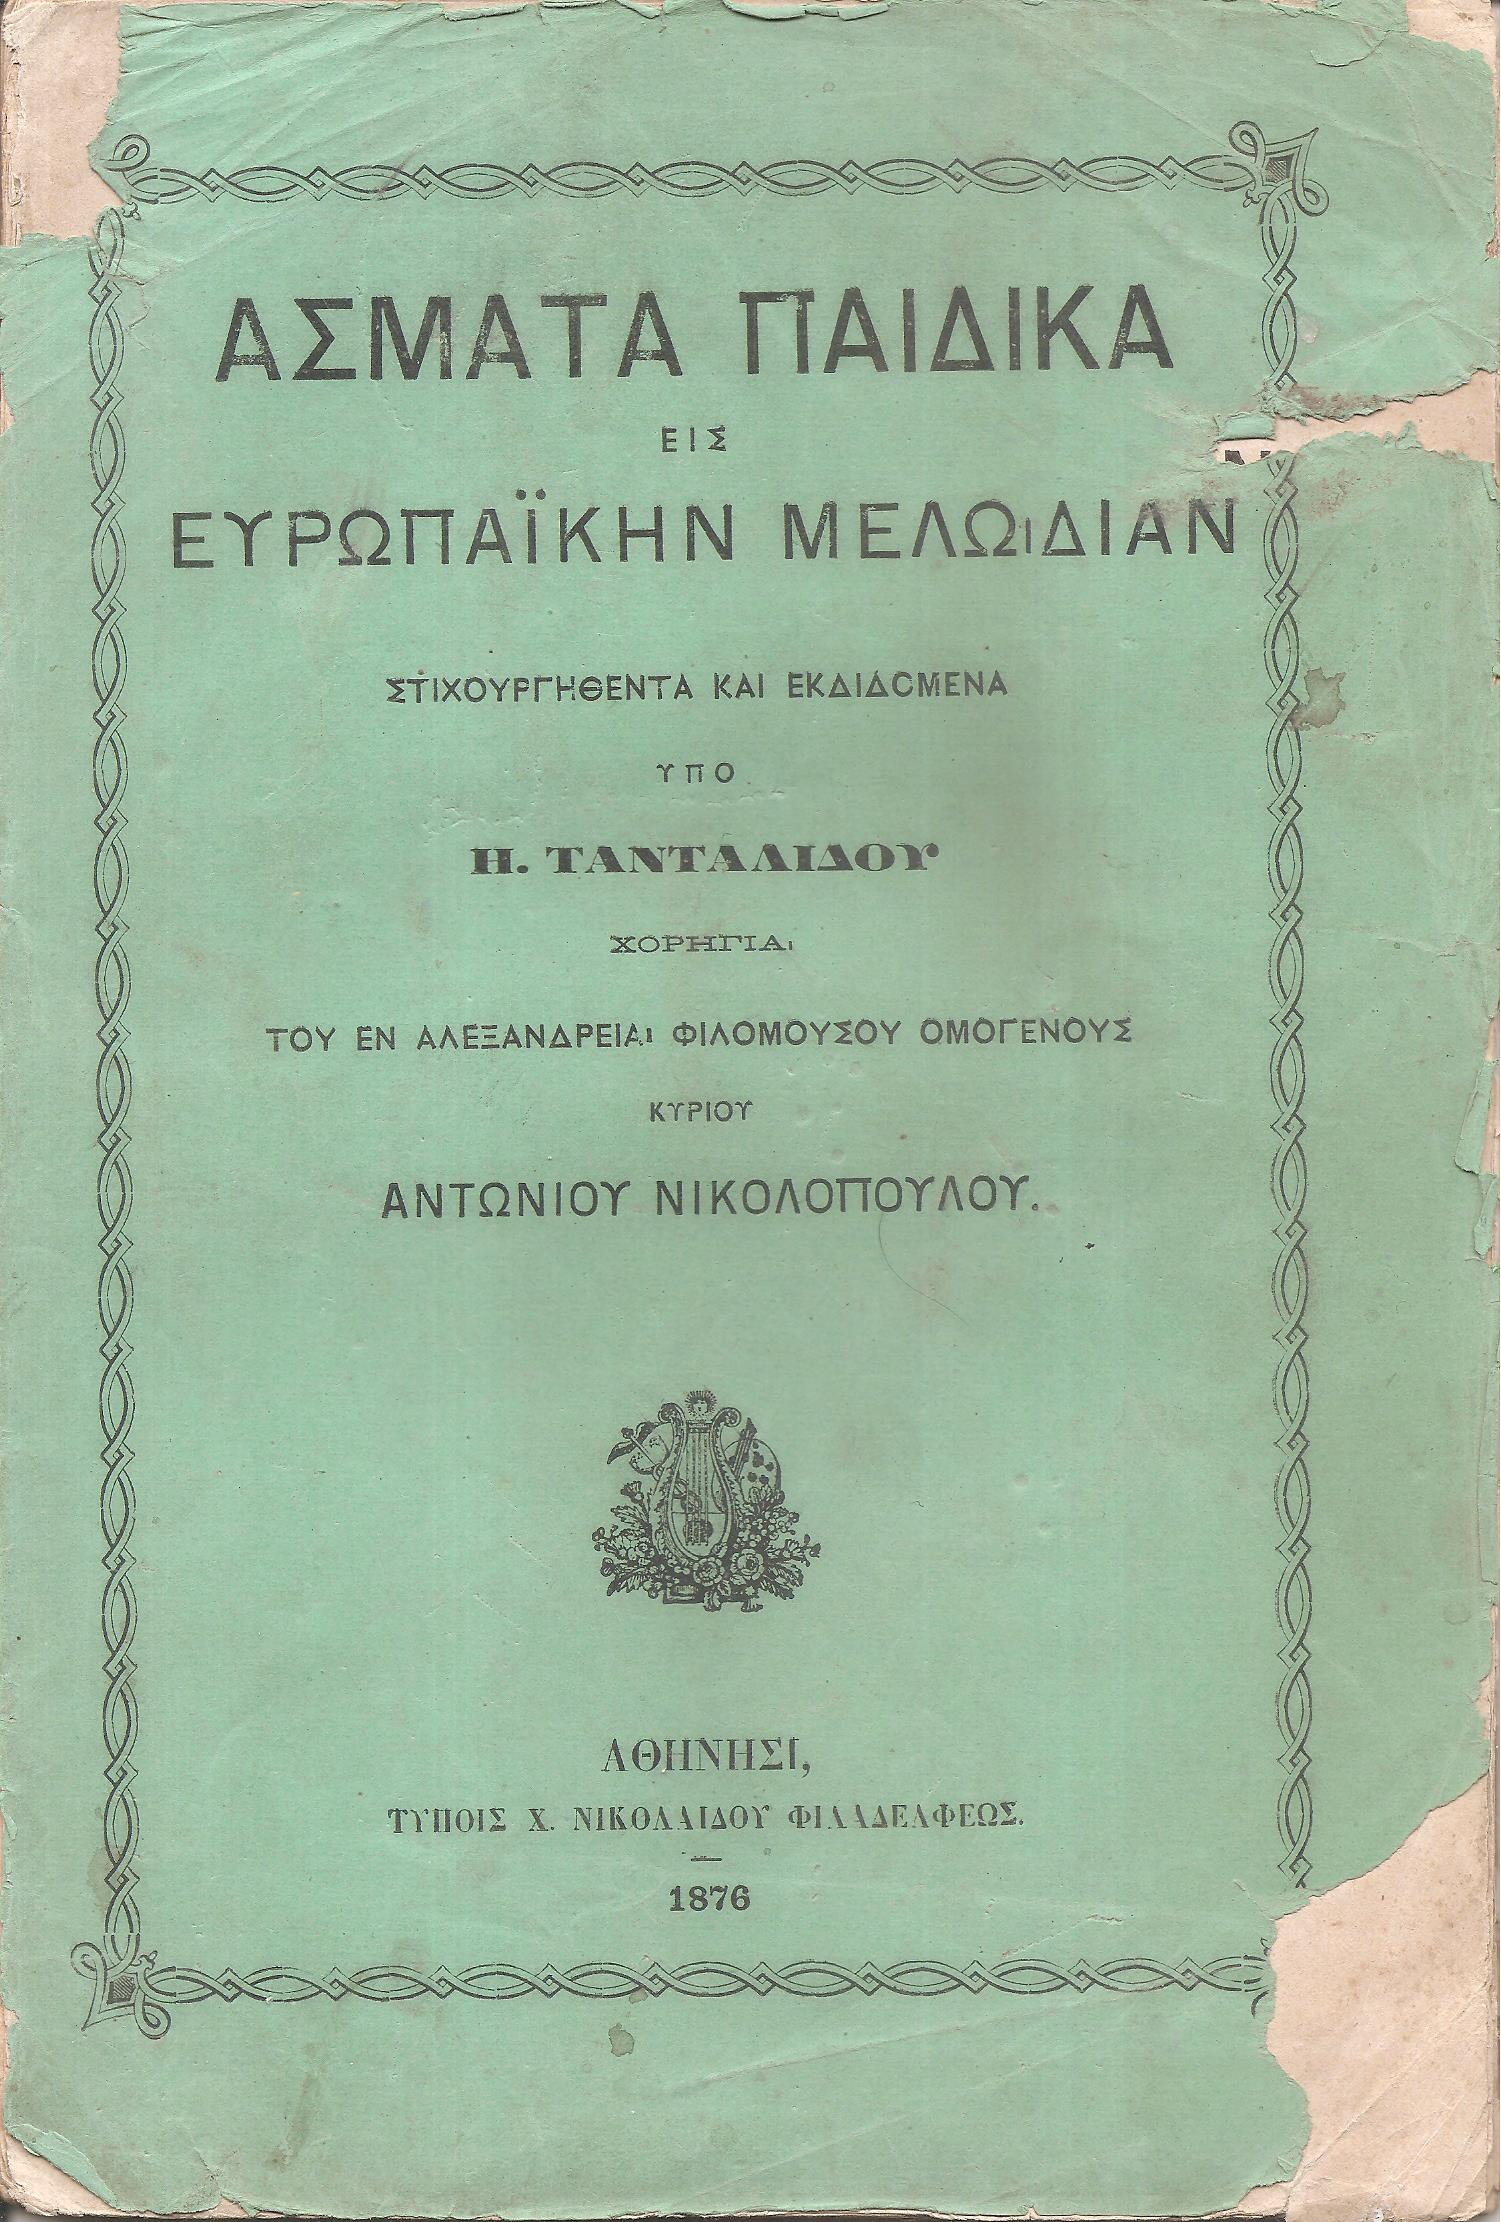 ΑΣΜΑΤΑ ΠΑΙΔΙΚΑ
ΕΙΣ
ΕΥΡΩΠΑΪΚΗΝ ΜΕΛΩιΔΙΑΝ
ΣΤΙΧΟΥΡΓΗΘΕΝΤΑ ΚΑΙ ΕΚΔΙΔΟΜΕΝΑ
ΥΠΟ
Η. ΤΑΝΤΑΛΙΔΟΥ
ΧΟΡΗΓΙΑι
ΤΟΥ ΕΝ ΑΛΕΞΑΝΔΡΕΙΑι ΦΙΛΟΜΟΥΣΟΥ ΟΜΟΓΕΝΟΥΣ
ΚΥΡΙΟΥ
ΑΝΤΩΝΙΟΥ ΝΙΚΟΛΟΠΟΥΛΟΥ.
ΑΘΗΝΗΣΙ,
ΤΥΠΟΙΣ Χ. ΝΙΚΟΛΑΙΔΟΥ ΦΙΛΑΔΕΛΦΕΩΣ.
1876